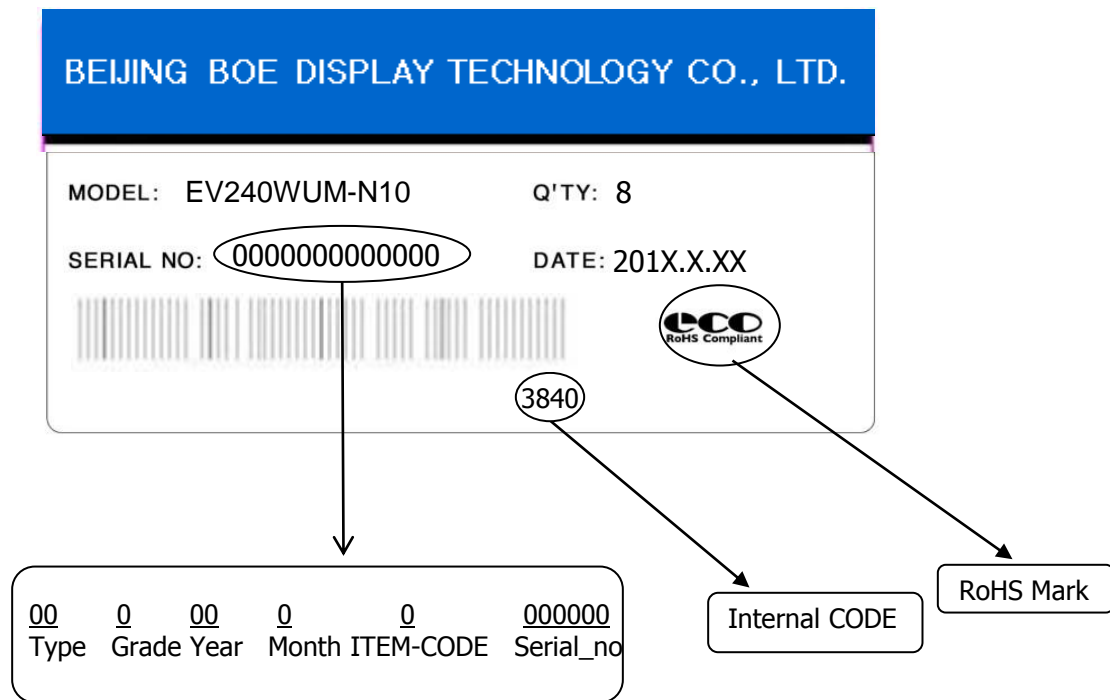 BEIJING BOE DISPLAY TECHNOLOGY CO., LTD.
MODEL: EV240WUM-N10 Q'TY: 8
SERIAL NO: 0000000000000 DATE: 201X.X.XX
eco
RoHS Compliant
3840
00 0 00 0 0 000000
Type Grade Year Month ITEM-CODE Serial_no
Internal CODE
RoHS Mark